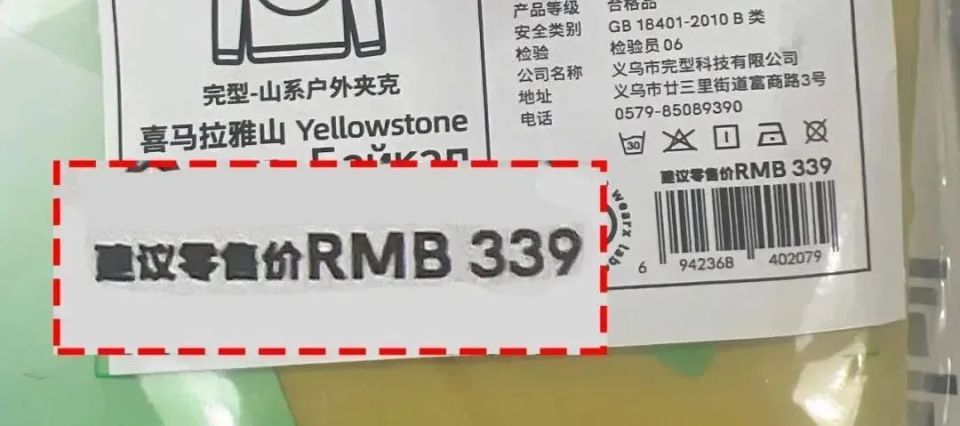 完型-山系户外夹克
喜马拉雅山 Yellowstone
产品等级 合格品
安全类别 GB 18401-2010 B 类
检验 检验员 06
公司名称 义乌市完型科技有限公司
地址 义乌市廿三里街道富商路3号
电话 0579-85089390
30
建议零售价RMB 339
wearx lab
6 942368 402079
建议零售价RMB 339